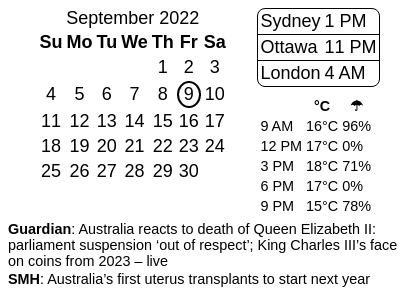 September 2022
Su Mo Tu We Th Fr Sa
1 2 3
4 5 6 7 8 9 10
11 12 13 14 15 16 17
18 19 20 21 22 23 24
25 26 27 28 29 30
Sydney 1 PM
Ottawa 11 PM
London 4 AM
°C ☂
9 AM 16°C 96%
12 PM 17°C 0%
3 PM 18°C 71%
6 PM 17°C 0%
9 PM 15°C 78%
Guardian: Australia reacts to death of Queen Elizabeth II:
parliament suspension ‘out of respect’; King Charles III’s face
on coins from 2023 – live
SMH: Australia’s first uterus transplants to start next year